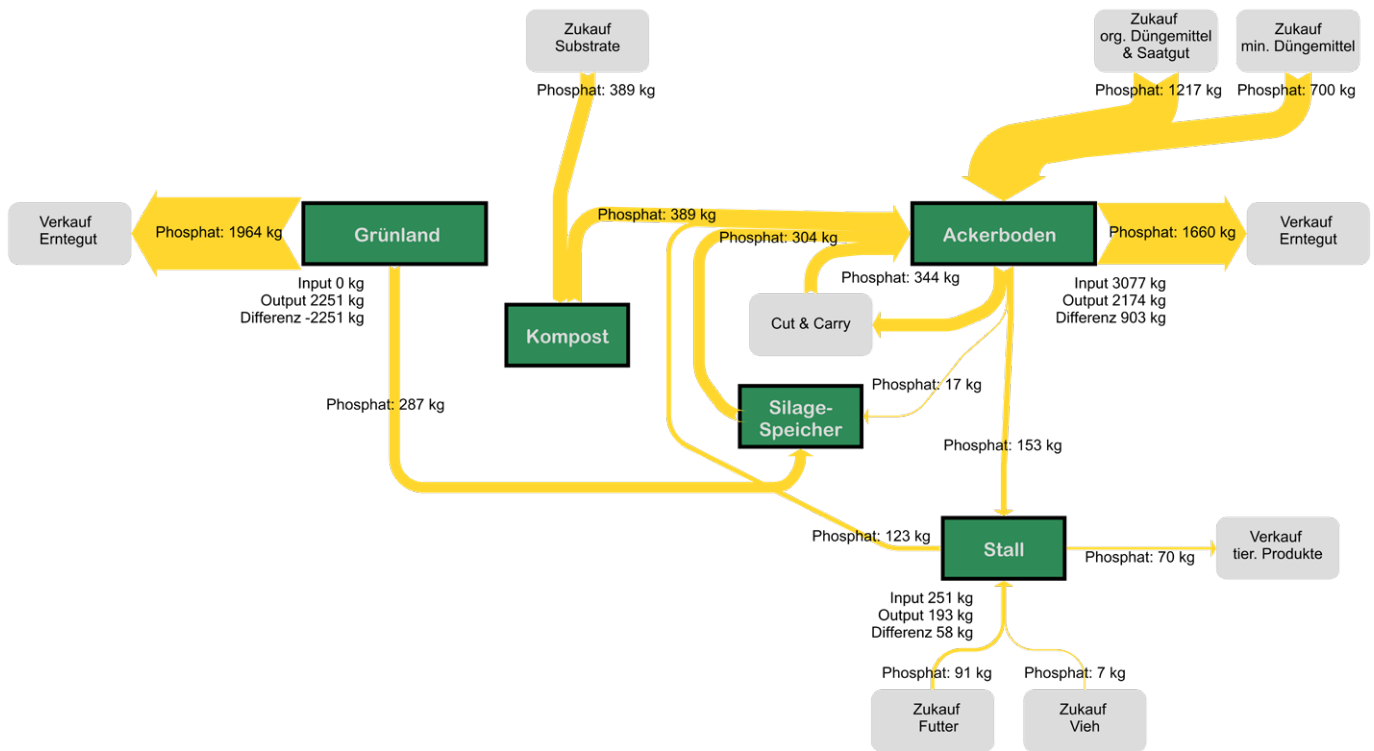 Zukauf
Substrate
Zukauf
org. Düngemittel
& Saatgut
Zukauf
min. Düngemittel
Phosphat: 389 kg
Phosphat: 1217 kg
Phosphat: 700 kg
Verkauf
Erntegut
Phosphat: 1964 kg
Grünland
Phosphat: 389 kg
Phosphat: 304 kg
Ackerboden
Phosphat: 1660 kg
Verkauf
Erntegut
Input 0 kg
Output 2251 kg
Differenz -2251 kg
Phosphat: 344 kg
Input 3077 kg
Output 2174 kg
Differenz 903 kg
Kompost
Cut & Carry
Phosphat: 287 kg
Phosphat: 17 kg
Silage-
Speicher
Phosphat: 153 kg
Phosphat: 123 kg
Stall
Phosphat: 70 kg
Verkauf
tier. Produkte
Input 251 kg
Output 193 kg
Differenz 58 kg
Phosphat: 91 kg
Phosphat: 7 kg
Zukauf
Futter
Zukauf
Vieh